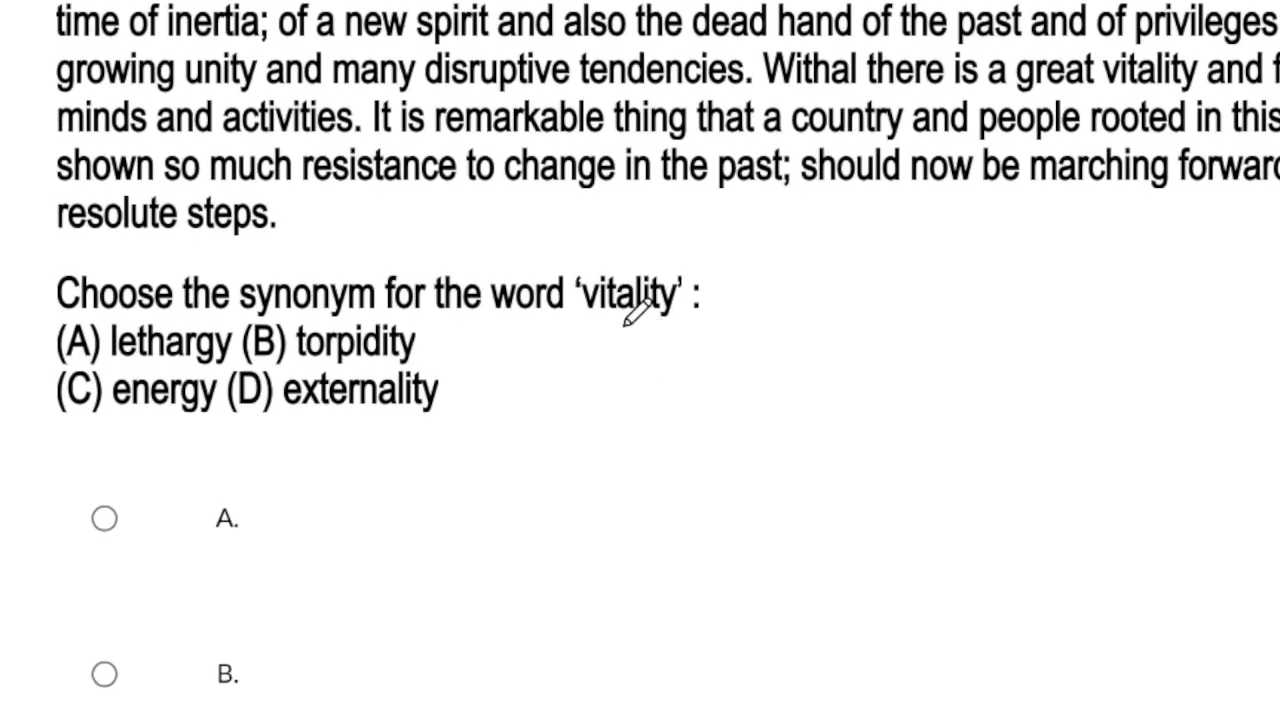 time of inertia; of a new spirit and also the dead hand of the past and of privileges
growing unity and many disruptive tendencies. Withal there is a great vitality and
minds and activities. It is remarkable thing that a country and people rooted in this
shown so much resistance to change in the past; should now be marching forward
resolute steps.
Choose the synonym for the word ‘vitality’ :
(A) lethargy (B) torpidity
(C) energy (D) externality
A.
B.